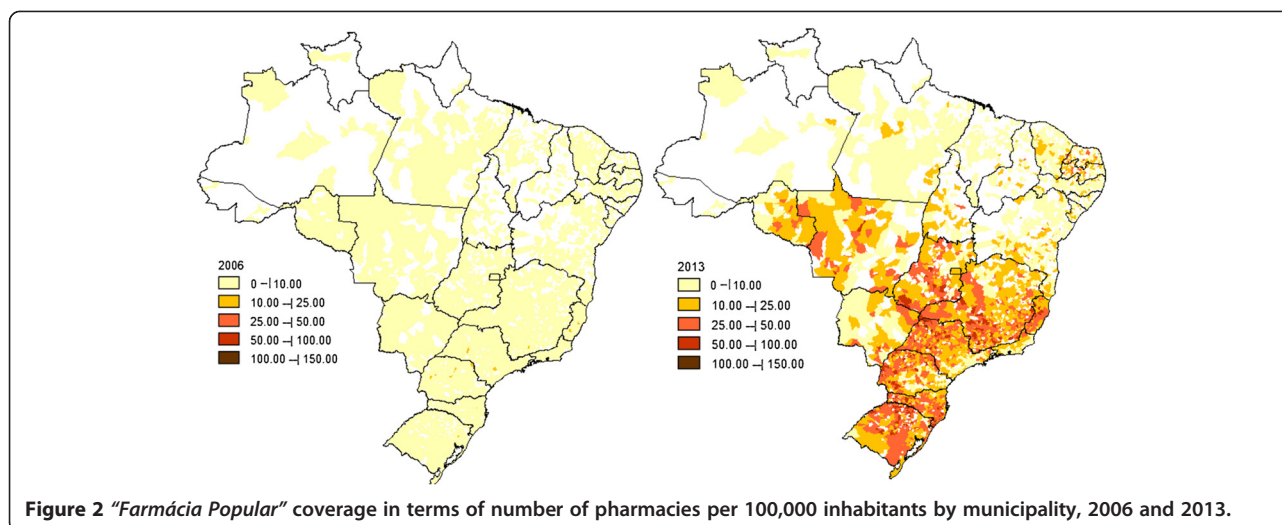 2006
0 -| 10.00
10.00 -| 25.00
25.00 -| 50.00
50.00 -| 100.00
100.00 -| 150.00
2013
0 -| 10.00
10.00 -| 25.00
25.00 -| 50.00
50.00 -| 100.00
100.00 -| 150.00
Figure 2 "Farmácia Popular" coverage in terms of number of pharmacies per 100,000 inhabitants by municipality, 2006 and 2013.